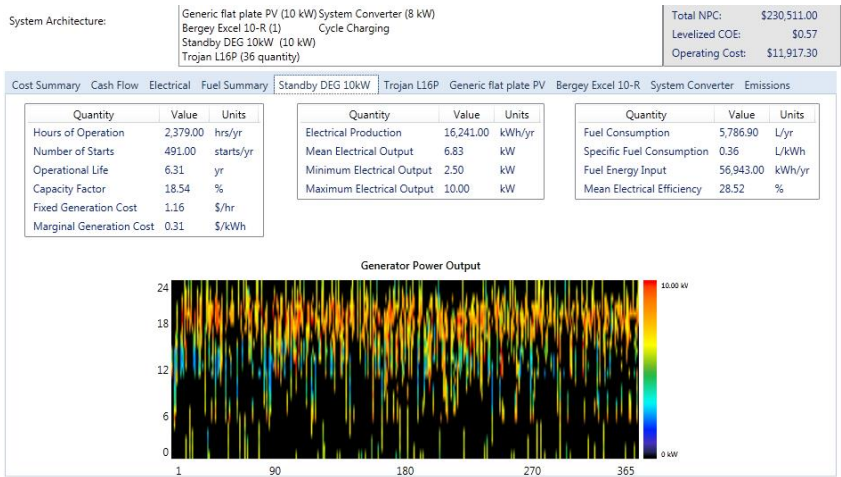 System Architecture:
Generic flat plate PV (10 kW) System Converter (8 kW)
Bergey Excel 10-R (1) Cycle Charging
Standby DEG 10kW (10 kW)
Trojan L16P (36 quantity)
Total NPC: $230,511.00
Levelized COE: $0.57
Operating Cost: $11,917.30
Cost Summary Cash Flow Electrical Fuel Summary Standby DEG 10kW Trojan L16P Generic flat plate PV Bergey Excel 10-R System Converter Emissions
Quantity Value Units
Hours of Operation 2,379.00 hrs/yr
Number of Starts 491.00 starts/yr
Operational Life 6.31 yr
Capacity Factor 18.54 %
Fixed Generation Cost 1.16 $/hr
Marginal Generation Cost 0.31 $/kWh
Quantity Value Units
Electrical Production 16,241.00 kWh/yr
Mean Electrical Output 6.83 kW
Minimum Electrical Output 2.50 kW
Maximum Electrical Output 10.00 kW
Quantity Value Units
Fuel Consumption 5,786.90 L/yr
Specific Fuel Consumption 0.36 L/kWh
Fuel Energy Input 56,943.00 kWh/yr
Mean Electrical Efficiency 28.52 %
Generator Power Output
24
18
12
6
0
1 90 180 270 365
10.00 kW
0 kW